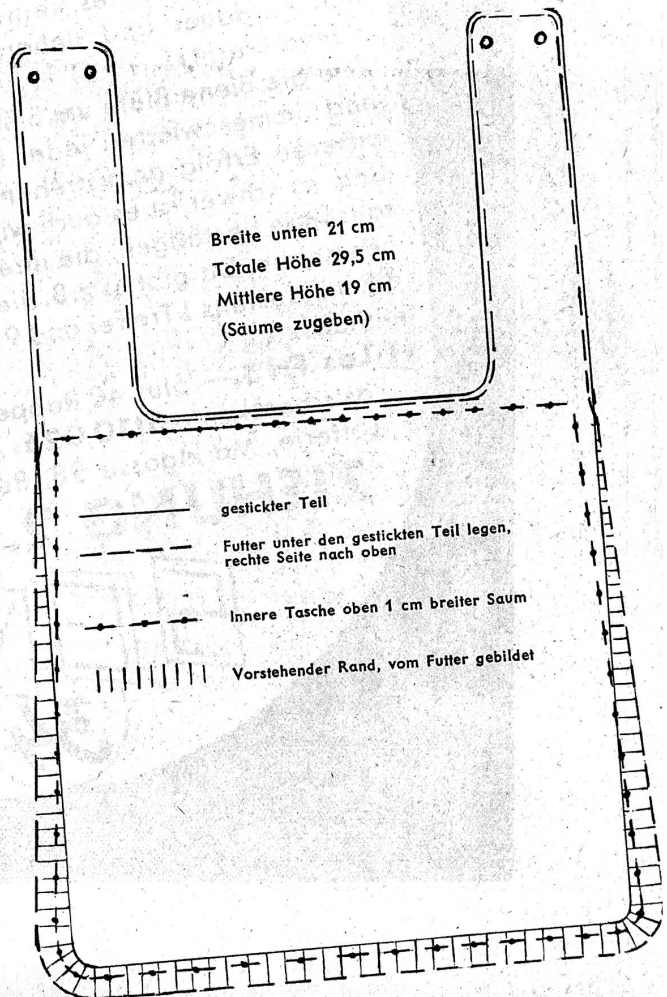 Breite unten 21 cm
Totale Höhe 29,5 cm
Mittlere Höhe 19 cm
(Säume zugeben)
gestickter Teil
Futter unter den gestickten Teil legen,
rechte Seite nach oben
Innere Tasche oben 1 cm breiter Saum
Vorstehender Rand, vom Futter gebildet